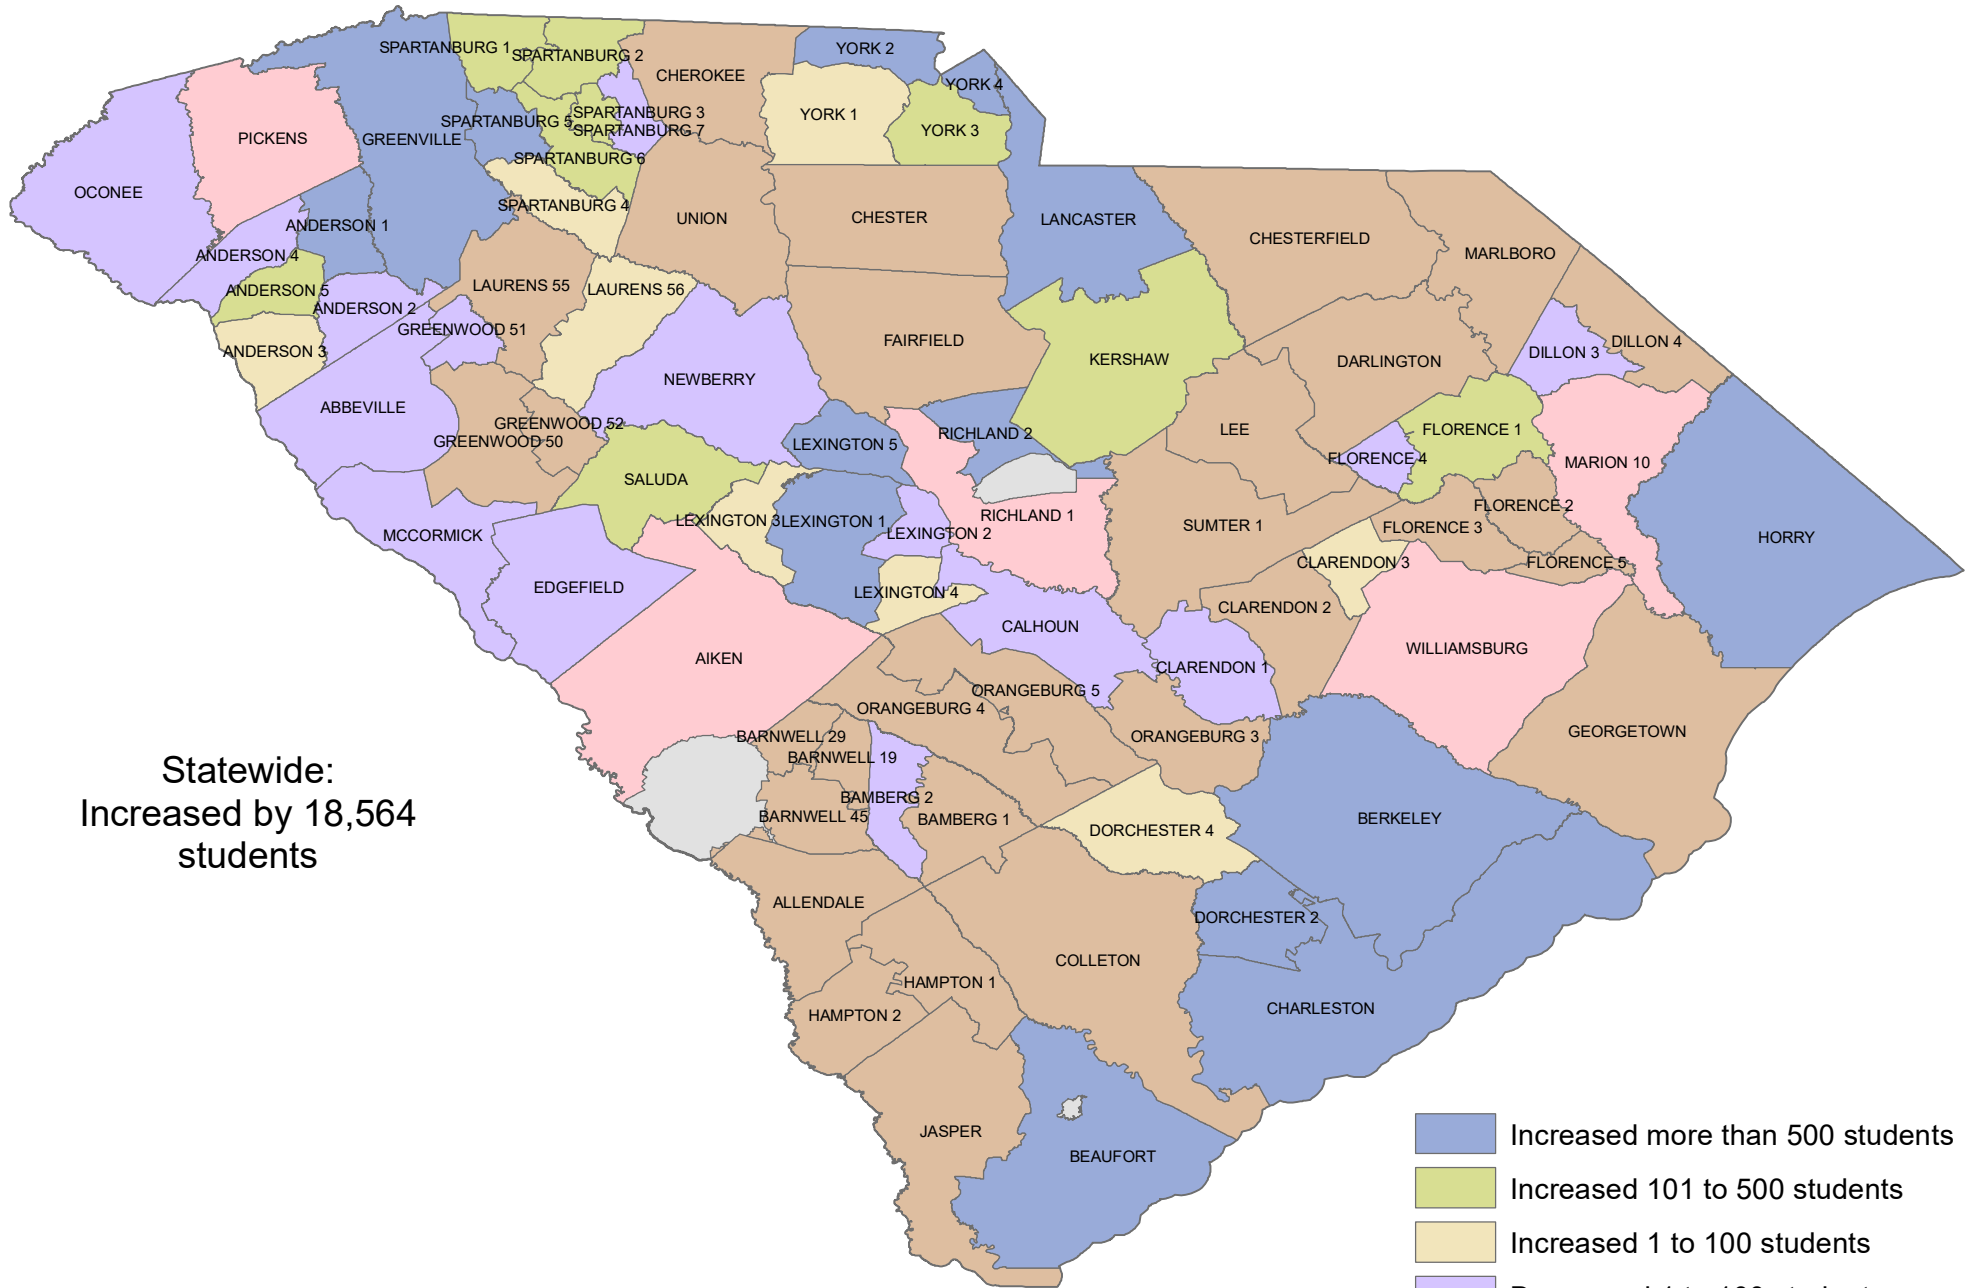 SPARTANBURG 1
SPARTANBURG 2
YORK 2
CHEROKEE
YORK 4
SPARTANBURG 3
YORK 1
SPARTANBURG 5
SPARTANBURG 7
YORK 3
PICKENS
GREENVILLE
SPARTANBURG 6
OCONEE
SPARTANBURG 4
UNION
CHESTER
LANCASTER
ANDERSON 1
CHESTERFIELD
MARLBORO
ANDERSON 4
LAURENS 55
LAURENS 56
ANDERSON 5
ANDERSON 2
GREENWOOD 51
FAIRFIELD
DILLON 4
ANDERSON 3
DILLON 3
KERSHAW
DARLINGTON
NEWBERRY
ABBEVILLE
GREENWOOD 52
GREENWOOD 50
LEXINGTON 5
RICHLAND 2
LEE
FLORENCE 1
FLORENCE 4
MARION 10
SALUDA
FLORENCE 2
RICHLAND 1
LEXINGTON 3
LEXINGTON 1
SUMTER 1
FLORENCE 3
LEXINGTON 2
MCCORMICK
HORRY
CLARENDON 3
FLORENCE 5
EDGEFIELD
LEXINGTON 4
CLARENDON 2
CALHOUN
WILLIAMSBURG
AIKEN
CLARENDON 1
ORANGEBURG 5
ORANGEBURG 4
GEORGETOWN
BARNWELL 29
ORANGEBURG 3
BARNWELL 19
BAMBERG 2
BARNWELL 45
BAMBERG 1
BERKELEY
DORCHESTER 4
Statewide:
Increased by 18,564
students
ALLENDALE
DORCHESTER 2
COLLETON
HAMPTON 1
CHARLESTON
HAMPTON 2
JASPER
BEAUFORT
Increased more than 500 students
Increased 101 to 500 students
Increased 1 to 100 students